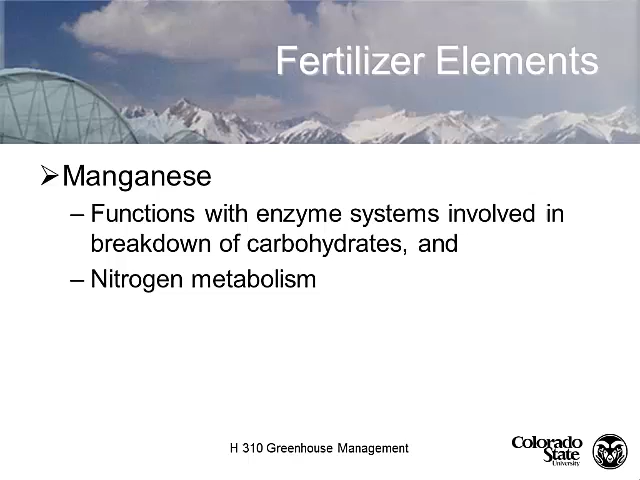 Fertilizer Elements
➢Manganese
– Functions with enzyme systems involved in
breakdown of carbohydrates, and
– Nitrogen metabolism
H 310 Greenhouse Management
Colorado
State
University